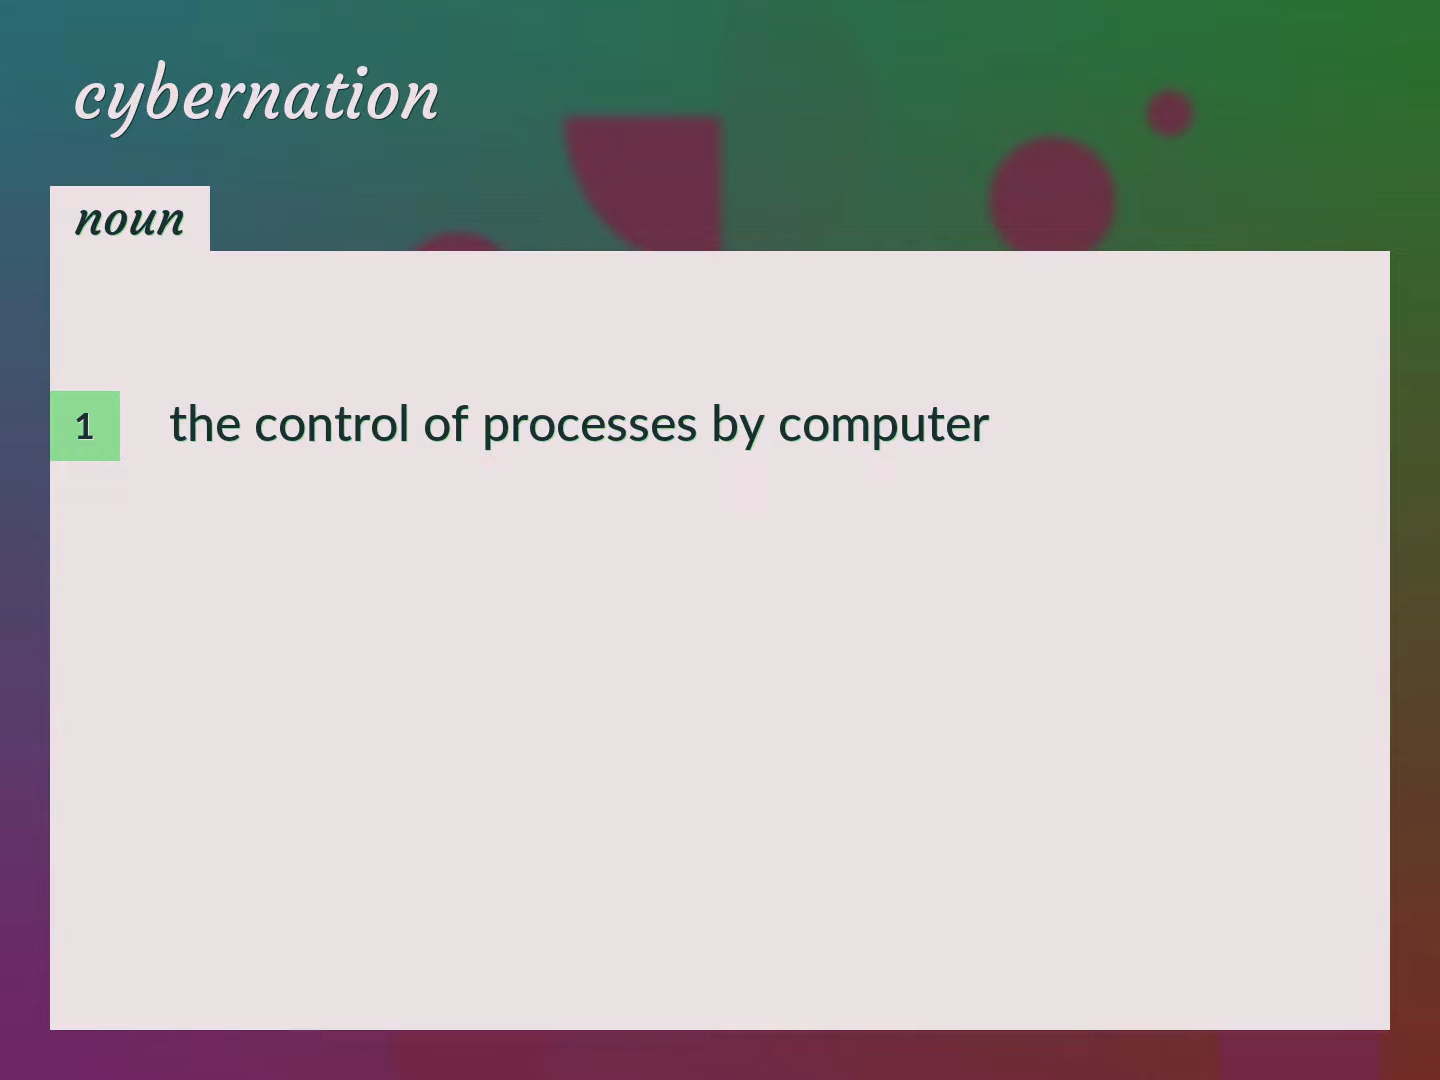 cybernation
noun
1 the control of processes by computer